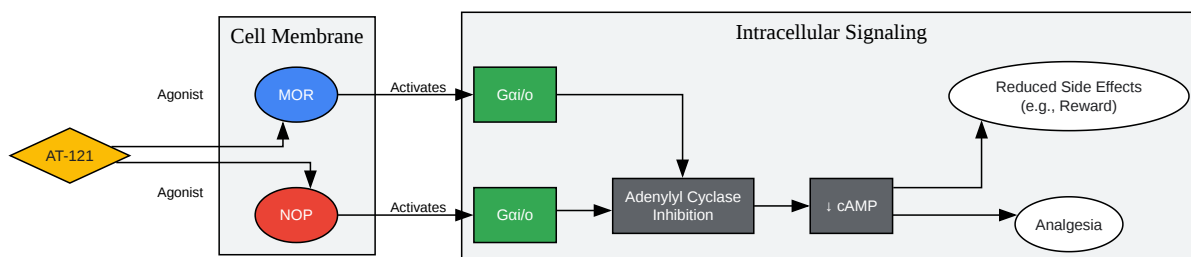 Cell Membrane
Intracellular Signaling
Agonist
MOR
Activates
Gαi/o
Reduced Side Effects
(e.g., Reward)
AT-121
Agonist
NOP
Activates
Gαi/o
Adenylyl Cyclase
Inhibition
↓ cAMP
Analgesia